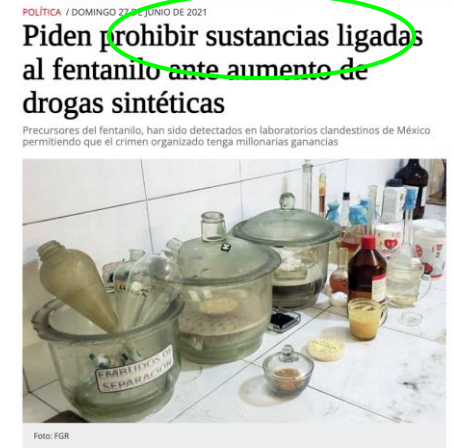 POLÍTICA / DOMINGO 27 DE JUNIO DE 2021
Piden prohibir sustancias ligadas
al fentanilo ante aumento de
drogas sintéticas
Precursores del fentanilo, han sido detectados en laboratorios clandestinos de México
permitiendo que el crimen organizado tenga millonarias ganancias
EMBUDOS DE
SEPARACION
Foto: FGR